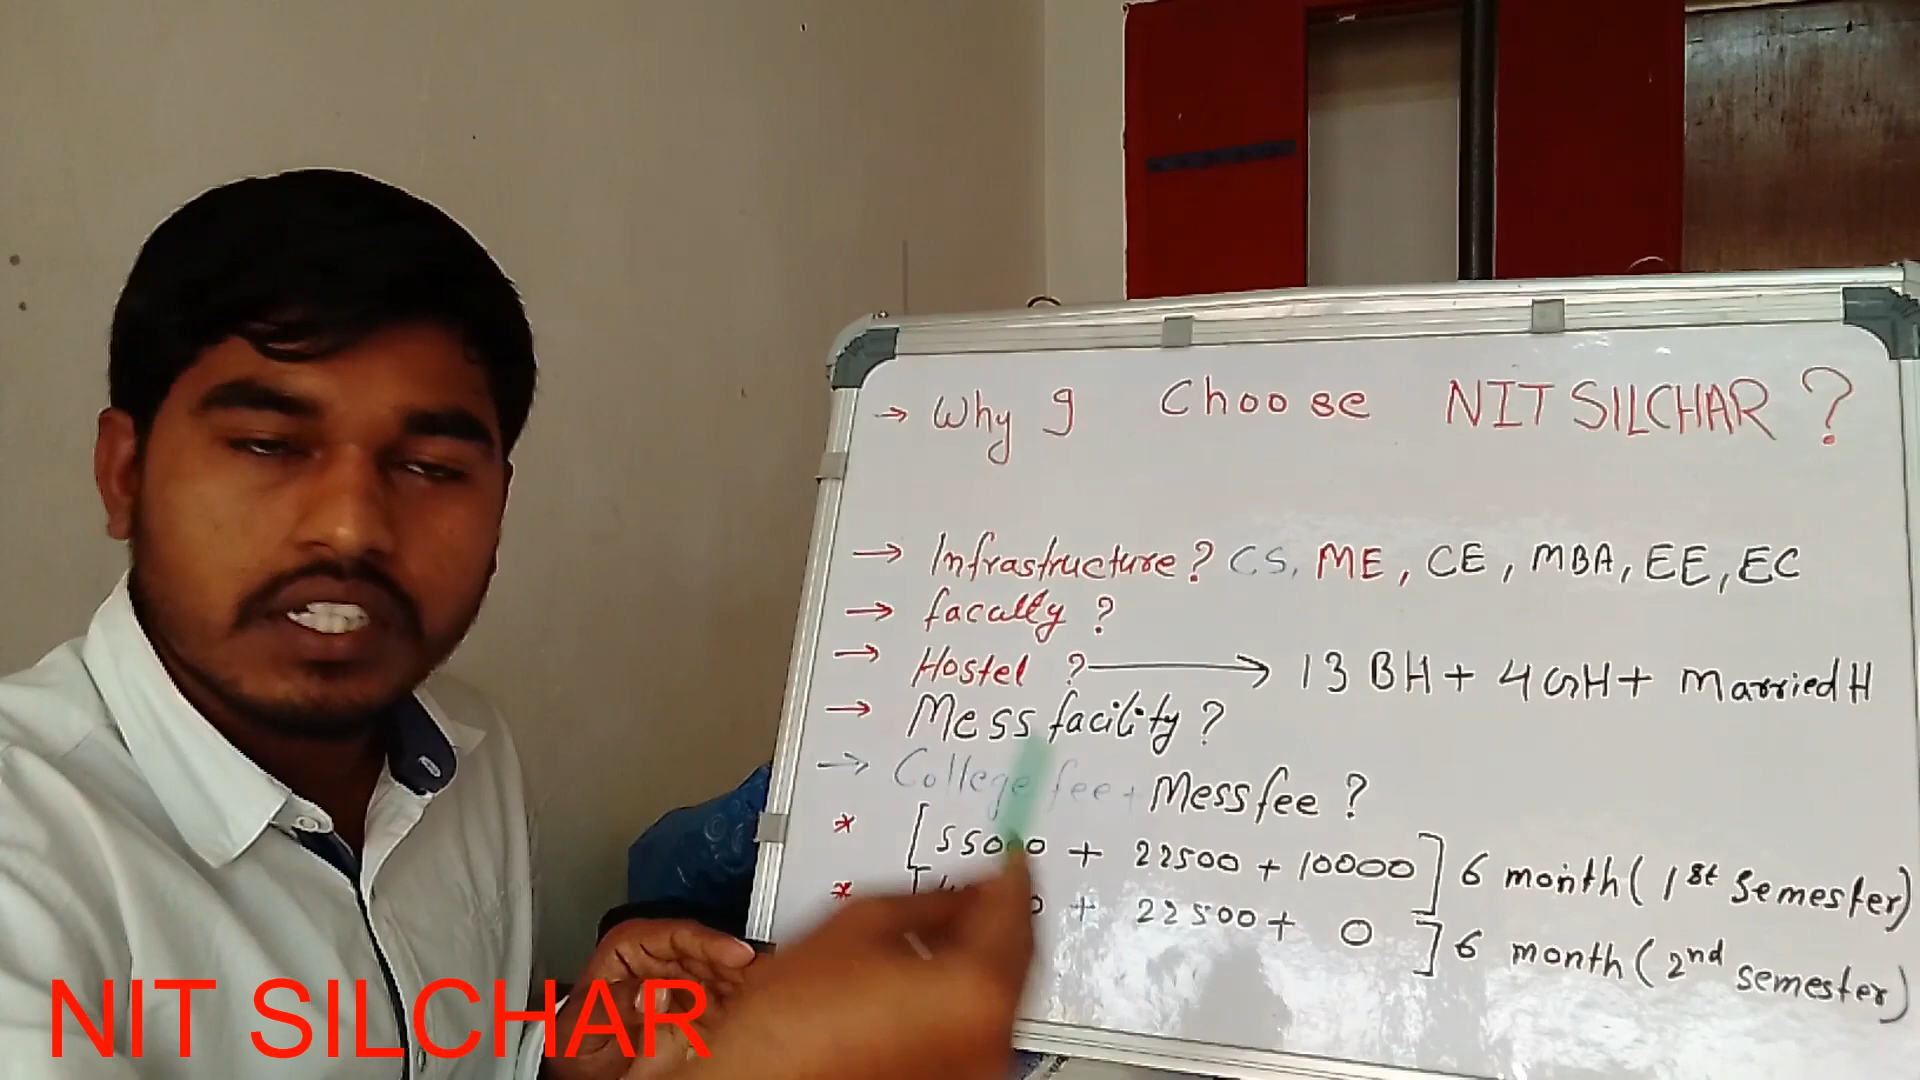 → Why I Choose NIT SILCHAR ?
→ Infrastructure ? CS, ME, CE, MBA, EE, EC
→ faculty ?
→ Hostel ? → 13 BH + 4 GH + Married H
→ Mess facility ?
→ College fee + Mess fee ?
* [55000 + 22500 + 10000] 6 month (1st Semester)
* + 22500 + 0 ] 6 month (2nd semester)
NIT SILCHAR